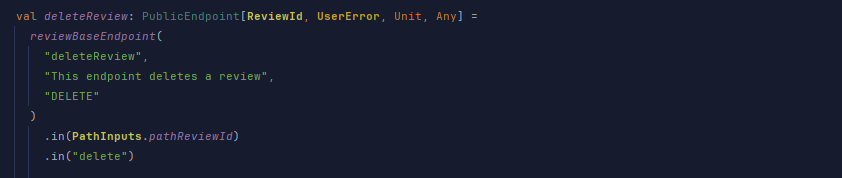 val deleteReview: PublicEndpoint[ReviewId, UserError, Unit, Any] =
reviewBaseEndpoint(
"deleteReview",
"This endpoint deletes a review",
"DELETE"
)
.in(PathInputs.pathReviewId)
.in("delete")